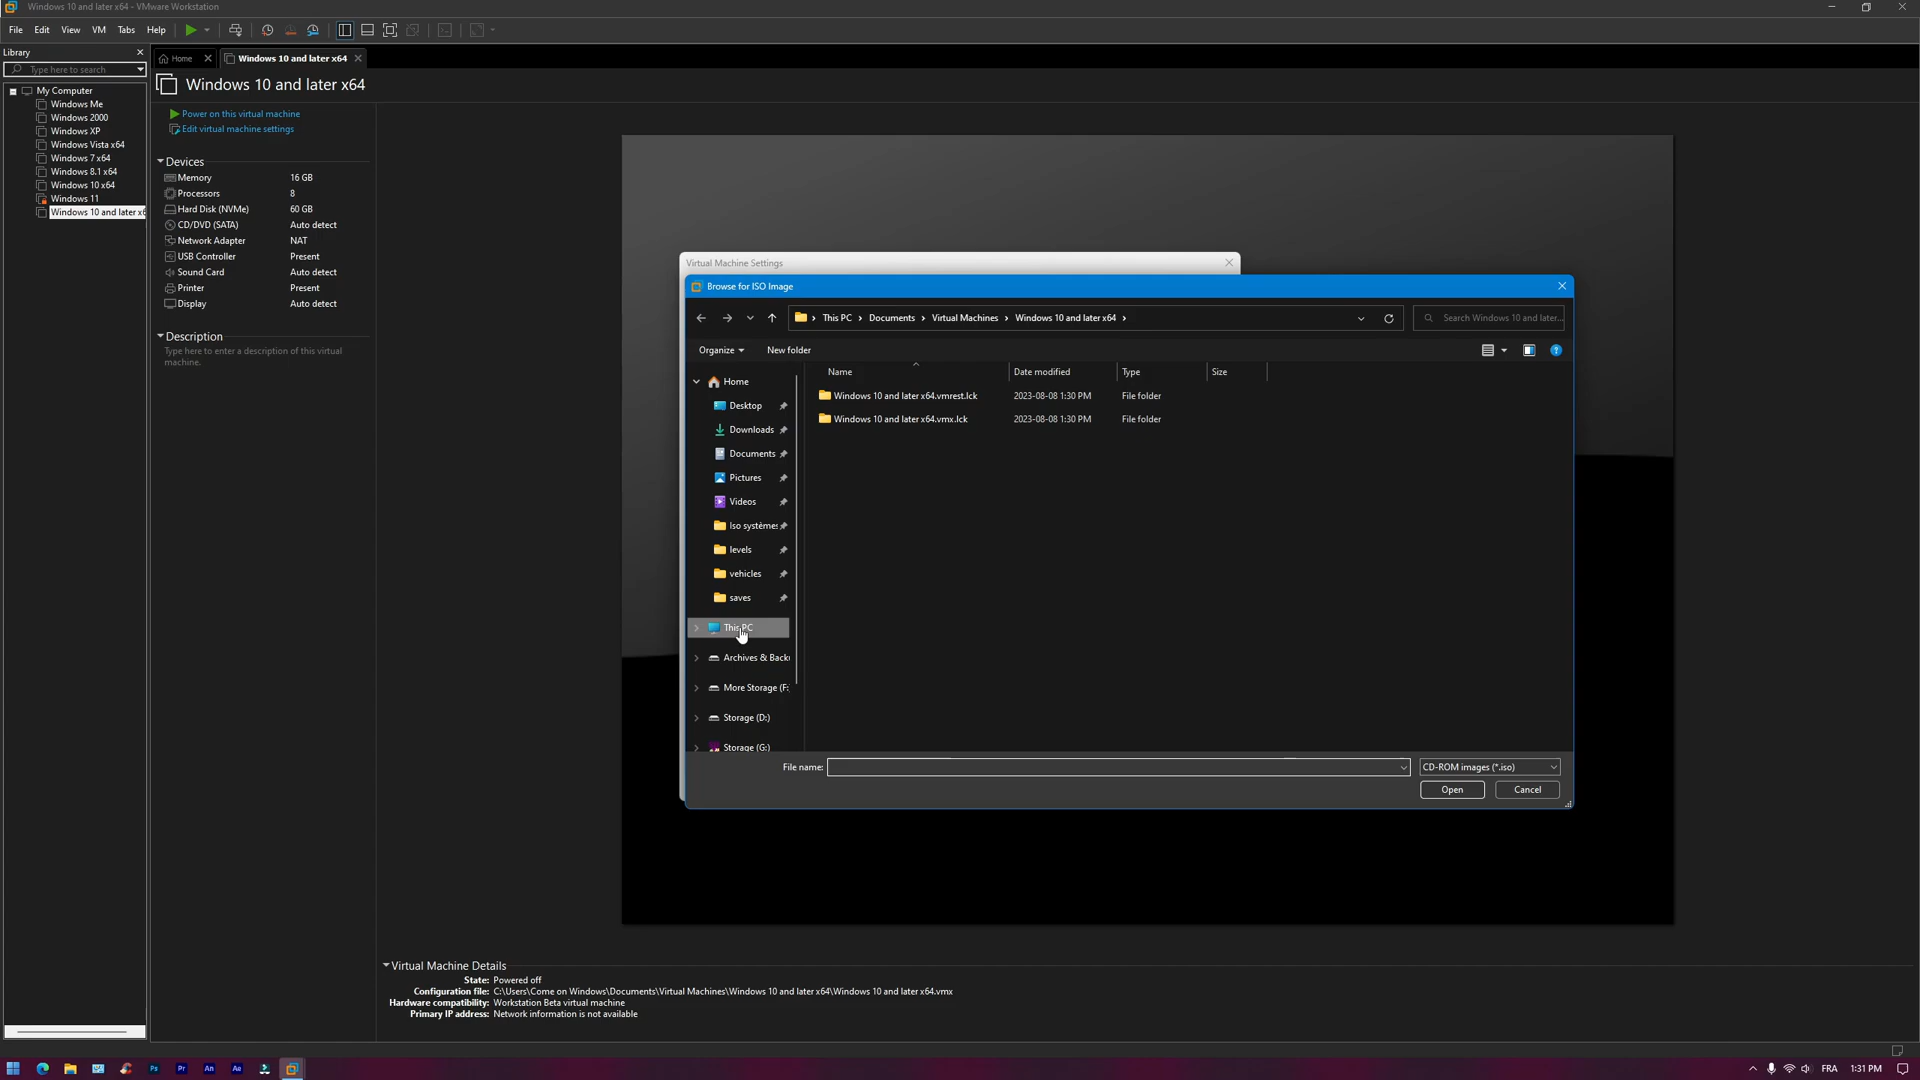 Windows 10 and later x64 - VMware Workstation
File Edit View VM Tabs Help
Library
Type here to search
My Computer
Windows Me
Windows 2000
Windows XP
Windows Vista x64
Windows 7 x64
Windows 8.1 x64
Windows 10 x64
Windows 11
Windows 10 and later x6
Home
Windows 10 and later x64
Windows 10 and later x64
Power on this virtual machine
Edit virtual machine settings
Devices
Memory 16 GB
Processors 8
Hard Disk (NVMe) 60 GB
CD/DVD (SATA) Auto detect
Network Adapter NAT
USB Controller Present
Sound Card Auto detect
Printer Present
Display Auto detect
Description
Type here to enter a description of this virtual
machine.
Virtual Machine Settings
Browse for ISO Image
This PC Documents Virtual Machines Windows 10 and later x64
Search Windows 10 and later...
Organize New folder
Name Date modified Type Size
Windows 10 and later x64.vmrest.lck 2023-08-08 1:30 PM File folder
Windows 10 and later x64.vmx.lck 2023-08-08 1:30 PM File folder
Home
Desktop
Downloads
Documents
Pictures
Videos
Iso systèmes
levels
vehicles
saves
This PC
Archives & Back
More Storage (F:
Storage (D:)
Storage (G:)
File name:
CD-ROM images (*.iso)
Open Cancel
Virtual Machine Details
State: Powered off
Configuration file: C:\Users\Come on Windows\Documents\Virtual Machines\Windows 10 and later x64\Windows 10 and later x64.vmx
Hardware compatibility: Workstation Beta virtual machine
Primary IP address: Network information is not available
Ps Pr An Ae
FRA 1:31 PM